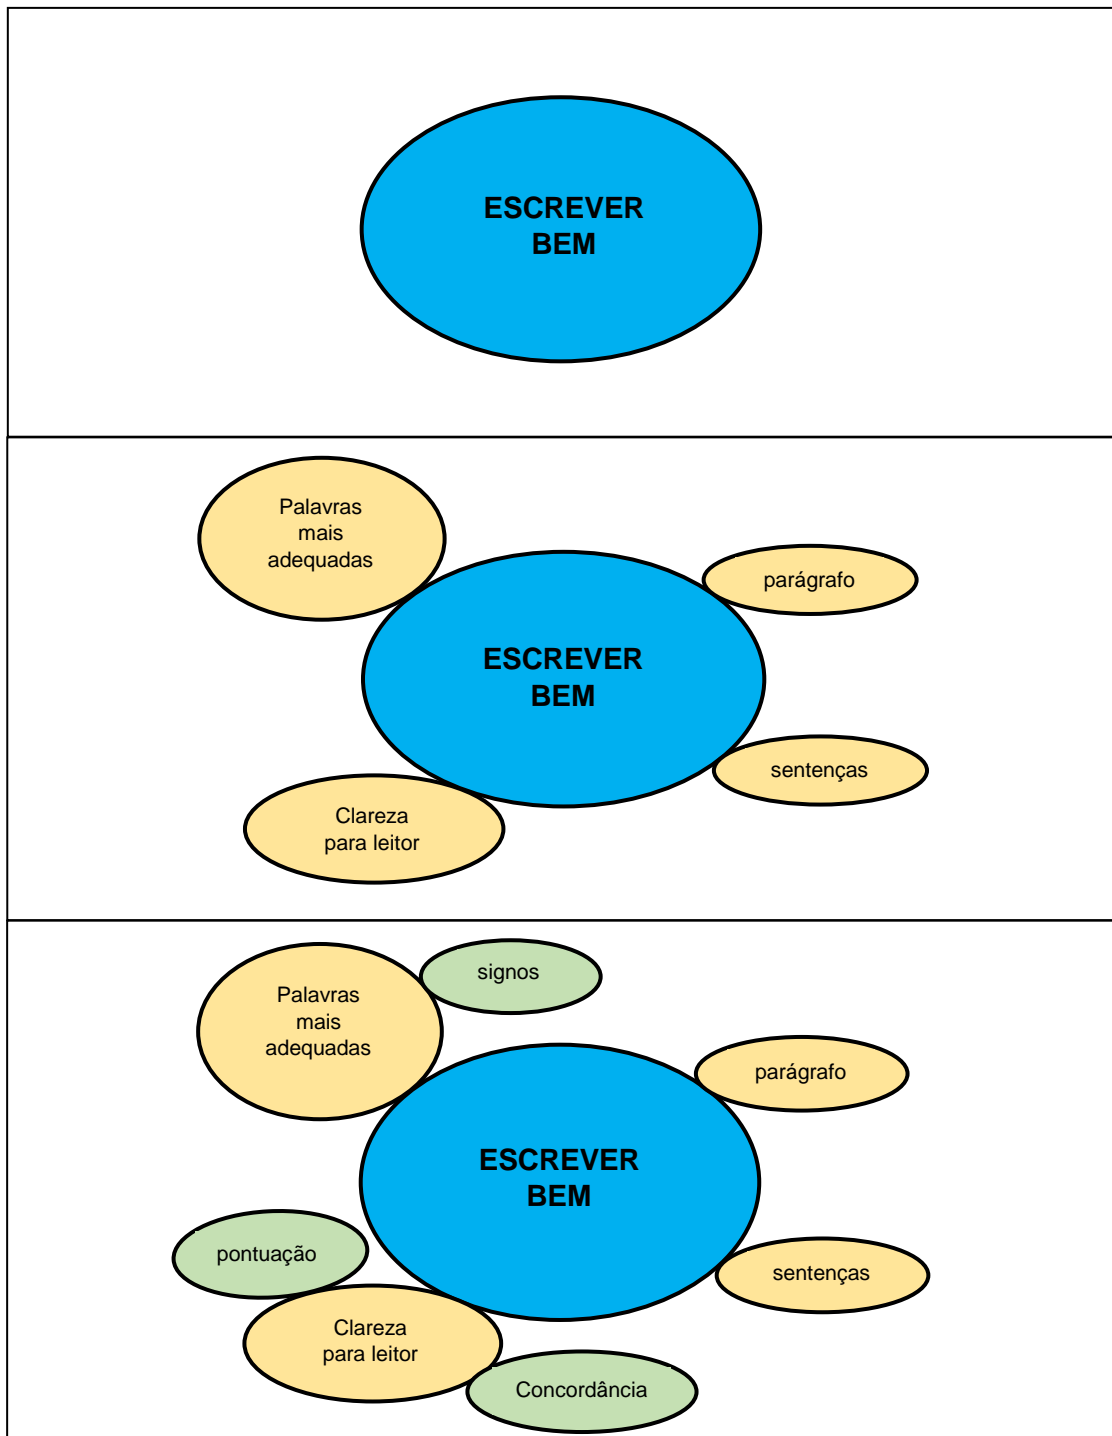 ESCREVER
BEM
Palavras
mais
adequadas
parágrafo
ESCREVER
BEM
sentenças
Clareza
para leitor
signos
Palavras
mais
adequadas
parágrafo
ESCREVER
BEM
pontuação
sentenças
Clareza
para leitor
Concordância